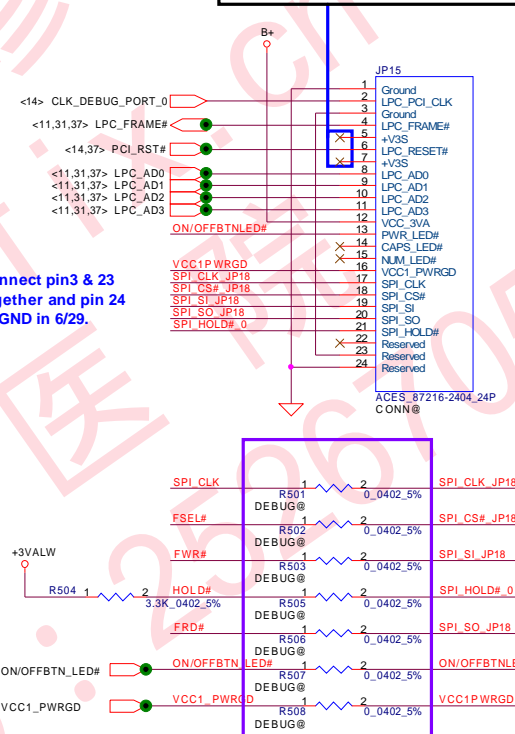 B+
JP15
1 Ground
<14> CLK_DEBUG_PORT_0 2 LPC_PCI_CLK
3 Ground
<11,31,37> LPC_FRAME# 4 LPC_FRAME#
5 +V3S
<14,37> PCI_RST# 6 LPC_RESET#
7 +V3S
<11,31,37> LPC_AD0 8 LPC_AD0
<11,31,37> LPC_AD1 9 LPC_AD1
<11,31,37> LPC_AD2 10 LPC_AD2
<11,31,37> LPC_AD3 11 LPC_AD3
12 VCC_3VA
ON/OFFBTNLED# 13 PWR_LED#
14 CAPS_LED#
15 NUM_LED#
VCC1PWRGD 16 VCC1_PWRGD
SPI_CLK_JP18 17 SPI_CLK
SPI_CS#_JP18 18 SPI_CS#
SPI_SI_JP18 19 SPI_SI
SPI_SO_JP18 20 SPI_SO
SPI_HOLD#_0 21 SPI_HOLD#
22 Reserved
23 Reserved
24 Reserved
nnect pin3 & 23
gether and pin 24
GND in 6/29.
ACES_87216-2404_24P
CONN@
SPI_CLK 1 2 SPI_CLK_JP18
R501 0_0402_5%
DEBUG@
FSEL# 1 2 SPI_CS#_JP18
R502 0_0402_5%
DEBUG@
+3VALW
FWR# 1 2 SPI_SI_JP18
R503 0_0402_5%
DEBUG@
R504 1 2 HOLD# 1 2 SPI_HOLD#_0
3.3K_0402_5% R505 0_0402_5%
DEBUG@
FRD# 1 2 SPI_SO_JP18
R506 0_0402_5%
DEBUG@
ON/OFFBTN_LED# ON/OFFBTN_LED# 1 2 ON/OFFBTNLE
R507 0_0402_5%
DEBUG@
VCC1_PWRGD VCC1_PWRGD 1 2 VCC1PWRGD
R508 0_0402_5%
DEBUG@